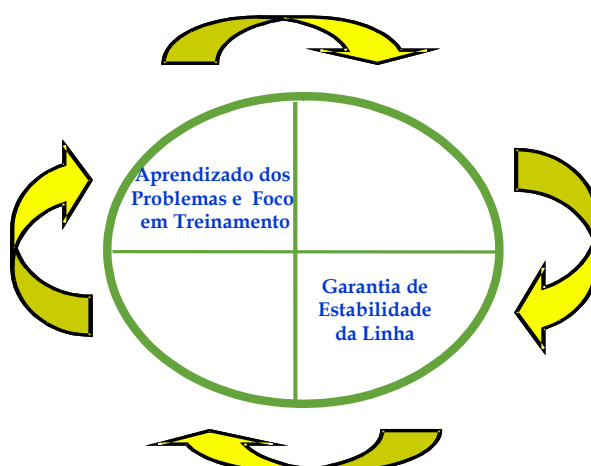 Aprendizado dos
Problemas e Foco
em Treinamento
Garantia de
Estabilidade
da Linha